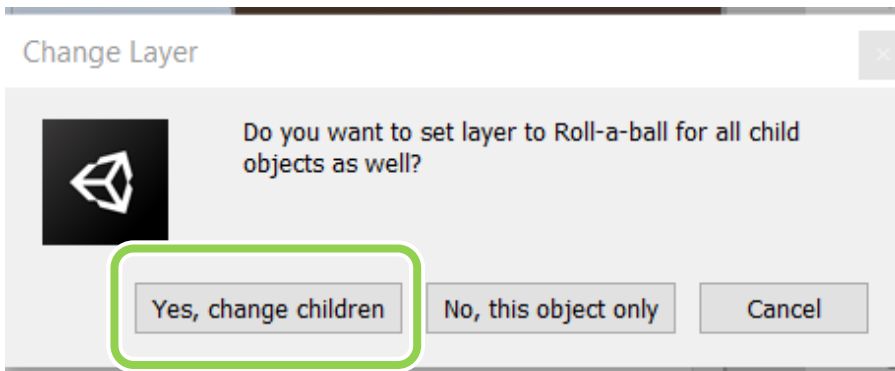 Change Layer
Do you want to set layer to Roll-a-ball for all child
objects as well?
Yes, change children
No, this object only
Cancel